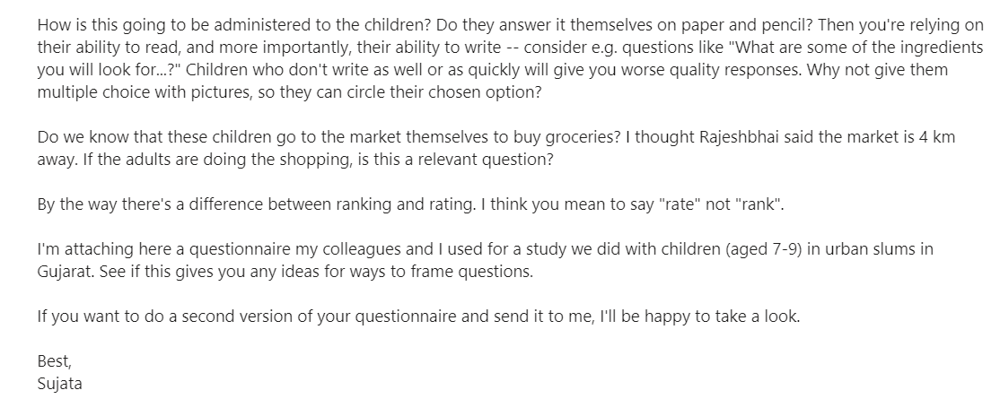 How is this going to be administered to the children? Do they answer it themselves on paper and pencil? Then you're relying on
their ability to read, and more importantly, their ability to write -- consider e.g. questions like "What are some of the ingredients
you will look for...?" Children who don't write as well or as quickly will give you worse quality responses. Why not give them
multiple choice with pictures, so they can circle their chosen option?
Do we know that these children go to the market themselves to buy groceries? I thought Rajeshbhai said the market is 4 km
away. If the adults are doing the shopping, is this a relevant question?
By the way there's a difference between ranking and rating. I think you mean to say "rate" not "rank".
I'm attaching here a questionnaire my colleagues and I used for a study we did with children (aged 7-9) in urban slums in
Gujarat. See if this gives you any ideas for ways to frame questions.
If you want to do a second version of your questionnaire and send it to me, I'll be happy to take a look.
Best,
Sujata